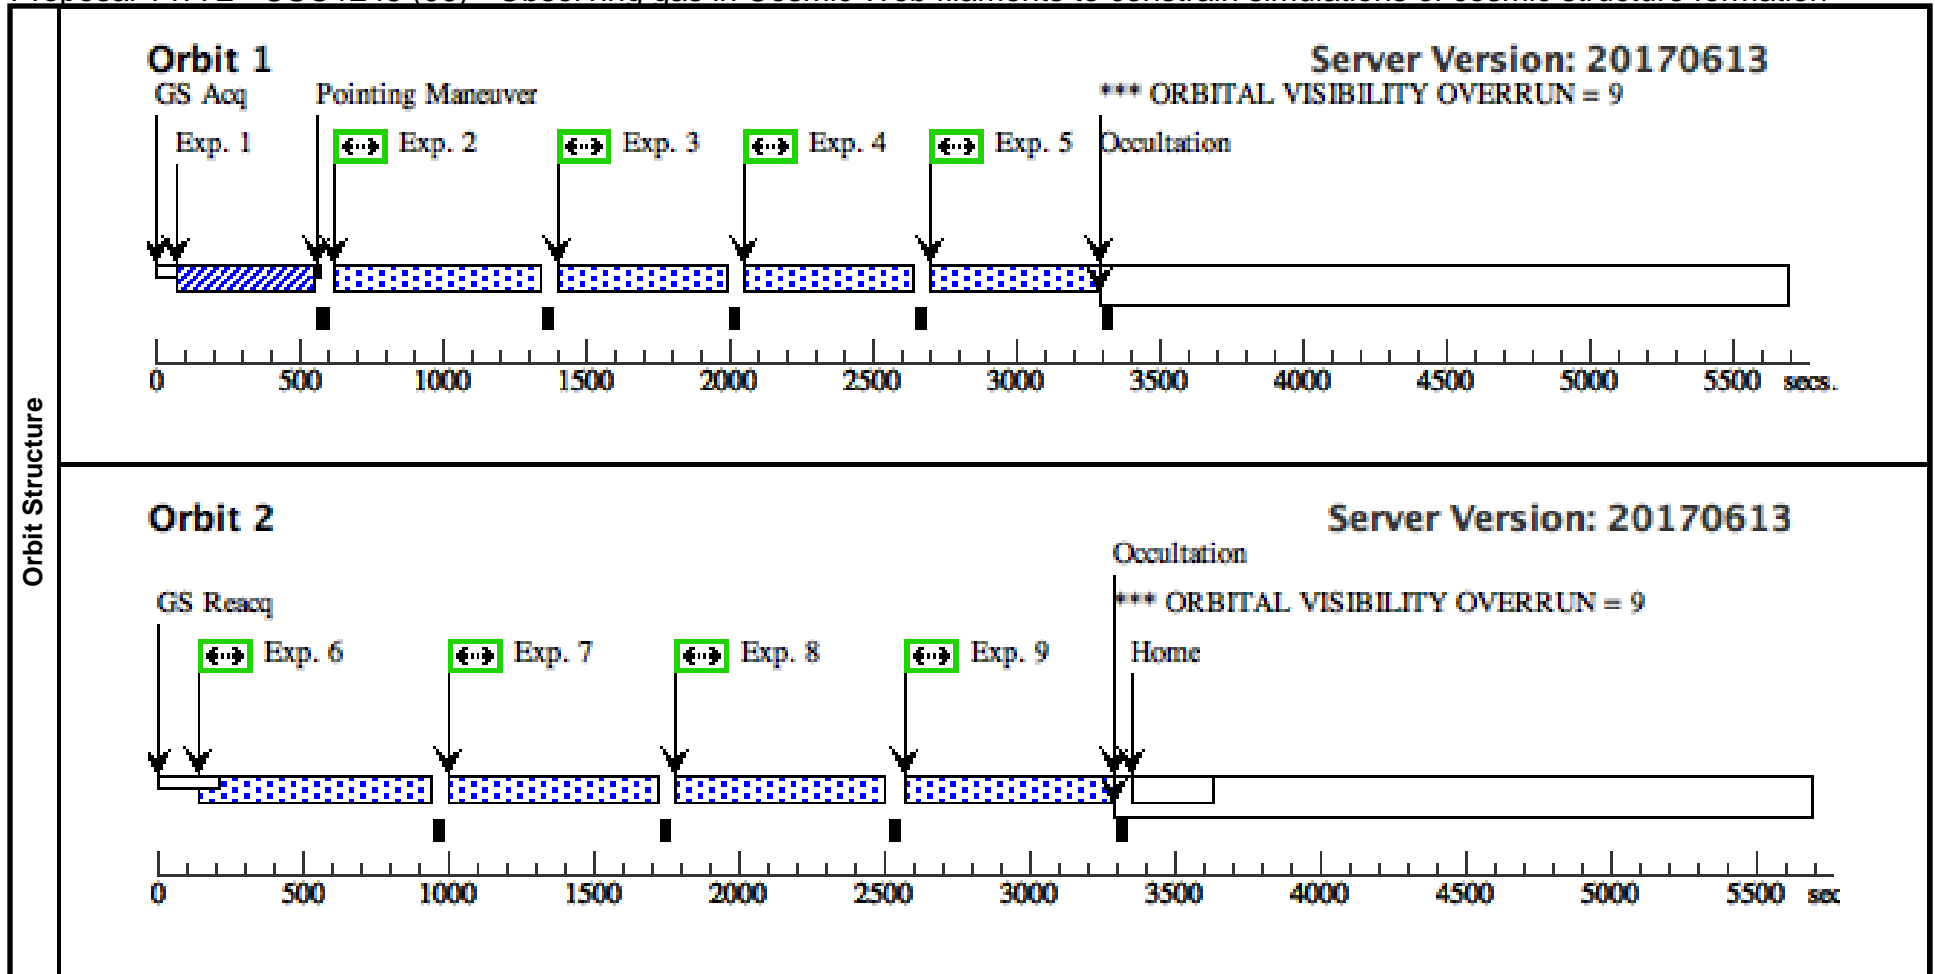 Orbit Structure
Orbit 1
Server Version: 20170613
GS Acq
Pointing Maneuver
*** ORBITAL VISIBILITY OVERRUN = 9
Exp. 1
Exp. 2
Exp. 3
Exp. 4
Exp. 5
Occultation
0 500 1000 1500 2000 2500 3000 3500 4000 4500 5000 5500 secs.
Orbit 2
Server Version: 20170613
Occultation
GS Reacq
*** ORBITAL VISIBILITY OVERRUN = 9
Exp. 6
Exp. 7
Exp. 8
Exp. 9
Home
0 500 1000 1500 2000 2500 3000 3500 4000 4500 5000 5500 sec